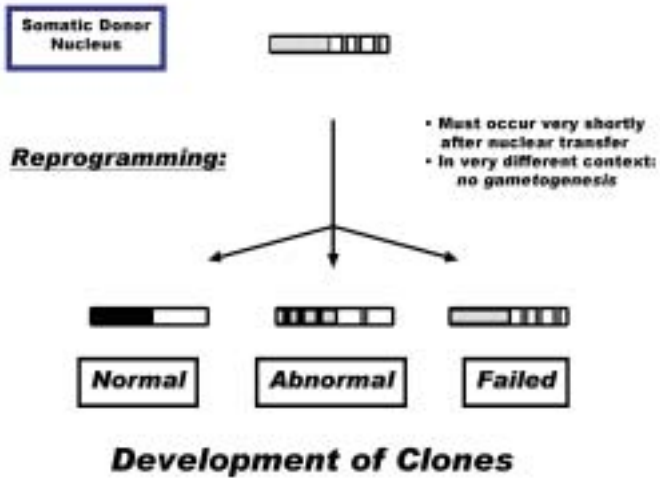 Somatic Donor
Nucleus
• Must occur very shortly
after nuclear transfer
Reprogramming:
• In very different context:
no gametogenesis
Normal
Abnormal
Failed
Development of Clones